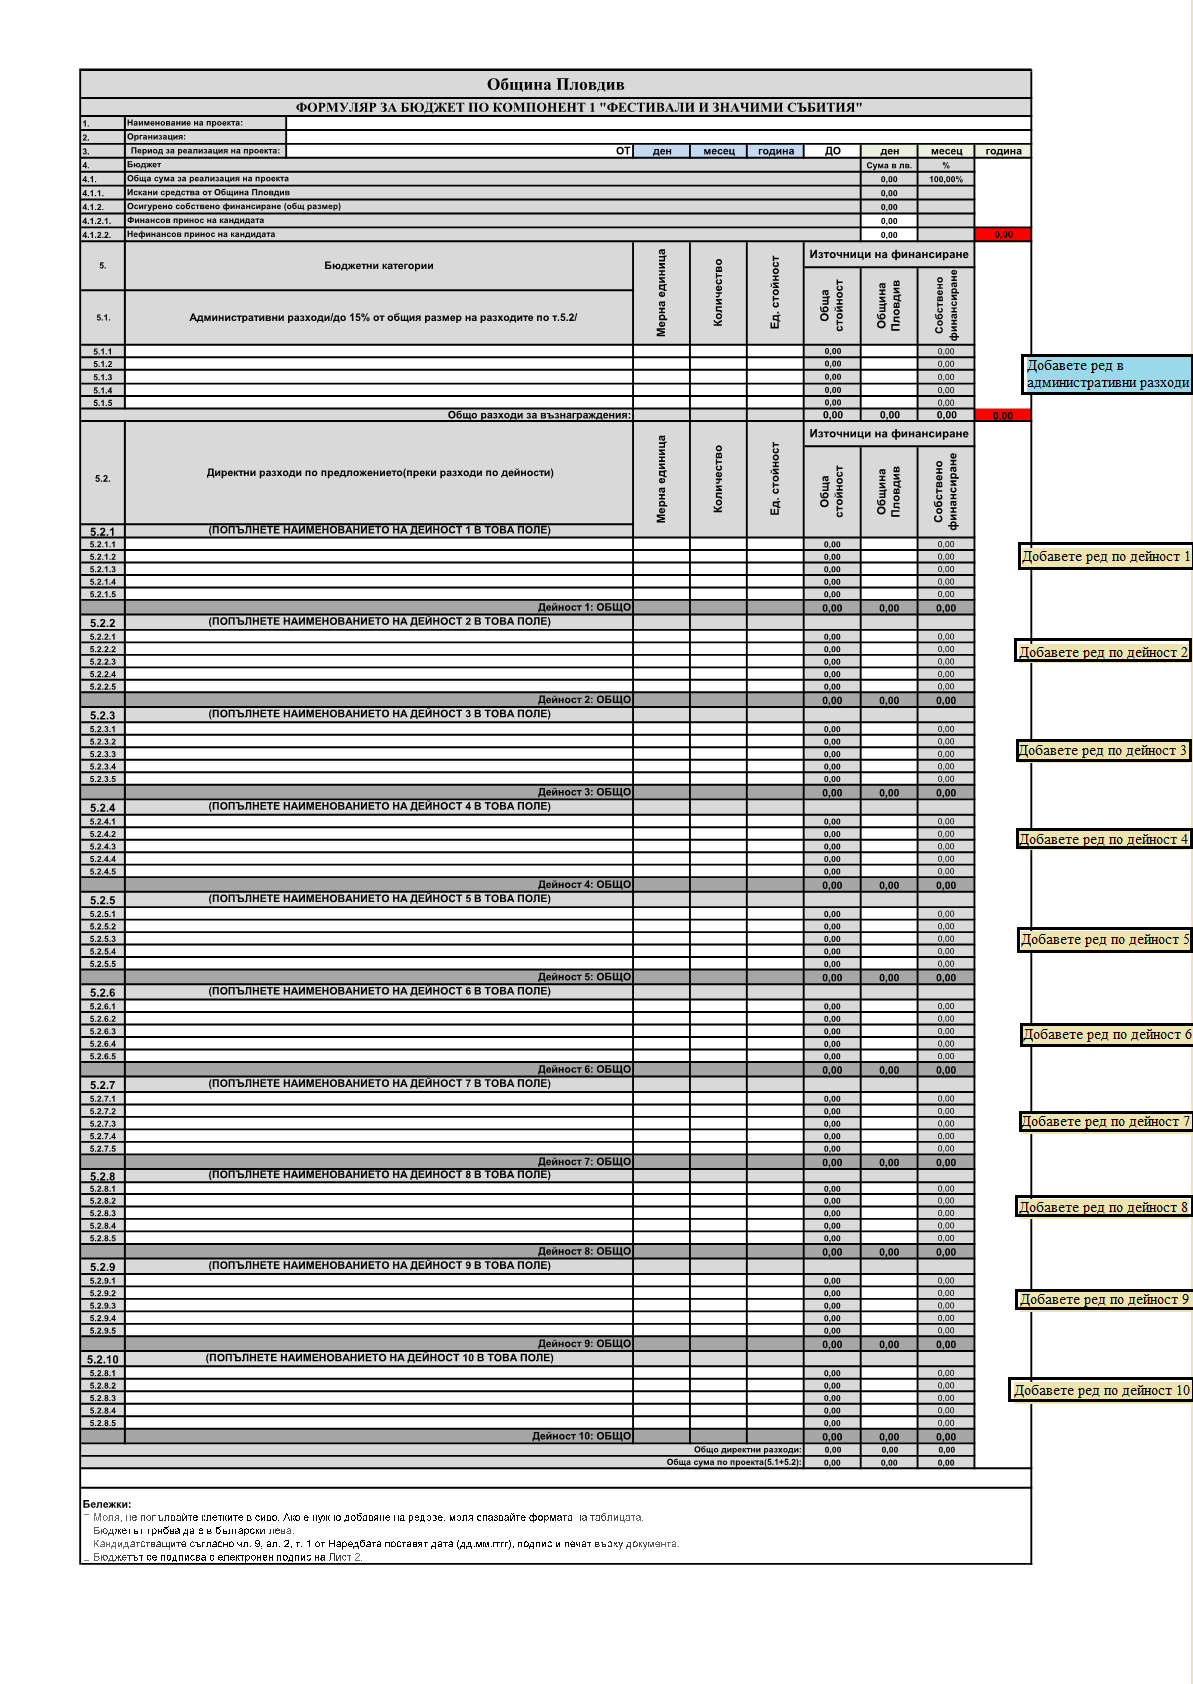 Община Пловдив
ФОРМУЛЯР ЗА БЮДЖЕТ ПО КОМПОНЕНТ 1 "ФЕСТИВАЛИ И ЗНАЧИМИ СЪБИТИЯ"
1. Наименование на проекта:
2. Организация:
3. Период за реализация на проекта: ОТ ден месец година ДО ден месец година
4. Бюджет Сума в лв. %
4.1. Обща сума за реализация на проекта 0,00 100,00%
4.1.1. Искани средства от Община Пловдив 0,00
4.1.2. Осигурено собствено финансиране (общ размер) 0,00
4.1.2.1. Финансов принос на кандидата 0,00
4.1.2.2. Нефинансов принос на кандидата 0,00 0,00
5. Бюджетни категории Мерна единица Количество Ед. стойност Източници на финансиране
Обща стойност Община Пловдив Собствено финансиране
5.1. Административни разходи/до 15% от общия размер на разходите по т.5.2/
5.1.1 0,00 0,00
5.1.2 0,00 0,00
5.1.3 0,00 0,00
5.1.4 0,00 0,00
5.1.5 0,00 0,00
Добавете ред в
административни разходи
Общо разходи за възнаграждения: 0,00 0,00 0,00 0,00
5.2. Директни разходи по предложението(преки разходи по дейности) Мерна единица Количество Ед. стойност Източници на финансиране
Обща стойност Община Пловдив Собствено финансиране
5.2.1 (ПОПЪЛНЕТЕ НАИМЕНОВАНИЕТО НА ДЕЙНОСТ 1 В ТОВА ПОЛЕ)
5.2.1.1 0,00 0,00
5.2.1.2 0,00 0,00 Добавете ред по дейност 1
5.2.1.3 0,00 0,00
5.2.1.4 0,00 0,00
5.2.1.5 0,00 0,00
Дейност 1: ОБЩО 0,00 0,00 0,00
5.2.2 (ПОПЪЛНЕТЕ НАИМЕНОВАНИЕТО НА ДЕЙНОСТ 2 В ТОВА ПОЛЕ)
5.2.2.1 0,00 0,00
5.2.2.2 0,00 0,00 Добавете ред по дейност 2
5.2.2.3 0,00 0,00
5.2.2.4 0,00 0,00
5.2.2.5 0,00 0,00
Дейност 2: ОБЩО 0,00 0,00 0,00
5.2.3 (ПОПЪЛНЕТЕ НАИМЕНОВАНИЕТО НА ДЕЙНОСТ 3 В ТОВА ПОЛЕ)
5.2.3.1 0,00 0,00
5.2.3.2 0,00 0,00
5.2.3.3 0,00 0,00 Добавете ред по дейност 3
5.2.3.4 0,00 0,00
5.2.3.5 0,00 0,00
Дейност 3: ОБЩО 0,00 0,00 0,00
5.2.4 (ПОПЪЛНЕТЕ НАИМЕНОВАНИЕТО НА ДЕЙНОСТ 4 В ТОВА ПОЛЕ)
5.2.4.1 0,00 0,00
5.2.4.2 0,00 0,00 Добавете ред по дейност 4
5.2.4.3 0,00 0,00
5.2.4.4 0,00 0,00
5.2.4.5 0,00 0,00
Дейност 4: ОБЩО 0,00 0,00 0,00
5.2.5 (ПОПЪЛНЕТЕ НАИМЕНОВАНИЕТО НА ДЕЙНОСТ 5 В ТОВА ПОЛЕ)
5.2.5.1 0,00 0,00
5.2.5.2 0,00 0,00
5.2.5.3 0,00 0,00 Добавете ред по дейност 5
5.2.5.4 0,00 0,00
5.2.5.5 0,00 0,00
Дейност 5: ОБЩО 0,00 0,00 0,00
5.2.6 (ПОПЪЛНЕТЕ НАИМЕНОВАНИЕТО НА ДЕЙНОСТ 6 В ТОВА ПОЛЕ)
5.2.6.1 0,00 0,00
5.2.6.2 0,00 0,00
5.2.6.3 0,00 0,00 Добавете ред по дейност 6
5.2.6.4 0,00 0,00
5.2.6.5 0,00 0,00
Дейност 6: ОБЩО 0,00 0,00 0,00
5.2.7 (ПОПЪЛНЕТЕ НАИМЕНОВАНИЕТО НА ДЕЙНОСТ 7 В ТОВА ПОЛЕ)
5.2.7.1 0,00 0,00
5.2.7.2 0,00 0,00
5.2.7.3 0,00 0,00 Добавете ред по дейност 7
5.2.7.4 0,00 0,00
5.2.7.5 0,00 0,00
Дейност 7: ОБЩО 0,00 0,00 0,00
5.2.8 (ПОПЪЛНЕТЕ НАИМЕНОВАНИЕТО НА ДЕЙНОСТ 8 В ТОВА ПОЛЕ)
5.2.8.1 0,00 0,00
5.2.8.2 0,00 0,00
5.2.8.3 0,00 0,00 Добавете ред по дейност 8
5.2.8.4 0,00 0,00
5.2.8.5 0,00 0,00
Дейност 8: ОБЩО 0,00 0,00 0,00
5.2.9 (ПОПЪЛНЕТЕ НАИМЕНОВАНИЕТО НА ДЕЙНОСТ 9 В ТОВА ПОЛЕ)
5.2.9.1 0,00 0,00
5.2.9.2 0,00 0,00
5.2.9.3 0,00 0,00 Добавете ред по дейност 9
5.2.9.4 0,00 0,00
5.2.9.5 0,00 0,00
Дейност 9: ОБЩО 0,00 0,00 0,00
5.2.10 (ПОПЪЛНЕТЕ НАИМЕНОВАНИЕТО НА ДЕЙНОСТ 10 В ТОВА ПОЛЕ)
5.2.8.1 0,00 0,00
5.2.8.2 0,00 0,00 Добавете ред по дейност 10
5.2.8.3 0,00 0,00
5.2.8.4 0,00 0,00
5.2.8.5 0,00 0,00
Дейност 10: ОБЩО 0,00 0,00 0,00
Общо директни разходи: 0,00 0,00 0,00
Обща сума по проекта(5.1+5.2): 0,00 0,00 0,00
Бележки:
Моля, не попълвайте клетките в сиво. Ако е нужно добавяне на редове, моля спазвайте формата на таблицата.
Бюджетът трябва да е в български лева.
Кандидатстващите съгласно чл. 9, ал. 2, т. 1 от Наредбата поставят дата (дд.мм.гггг), подпис и печат върху документа.
Бюджетът се подписва с електронен подпис на Лист 2.